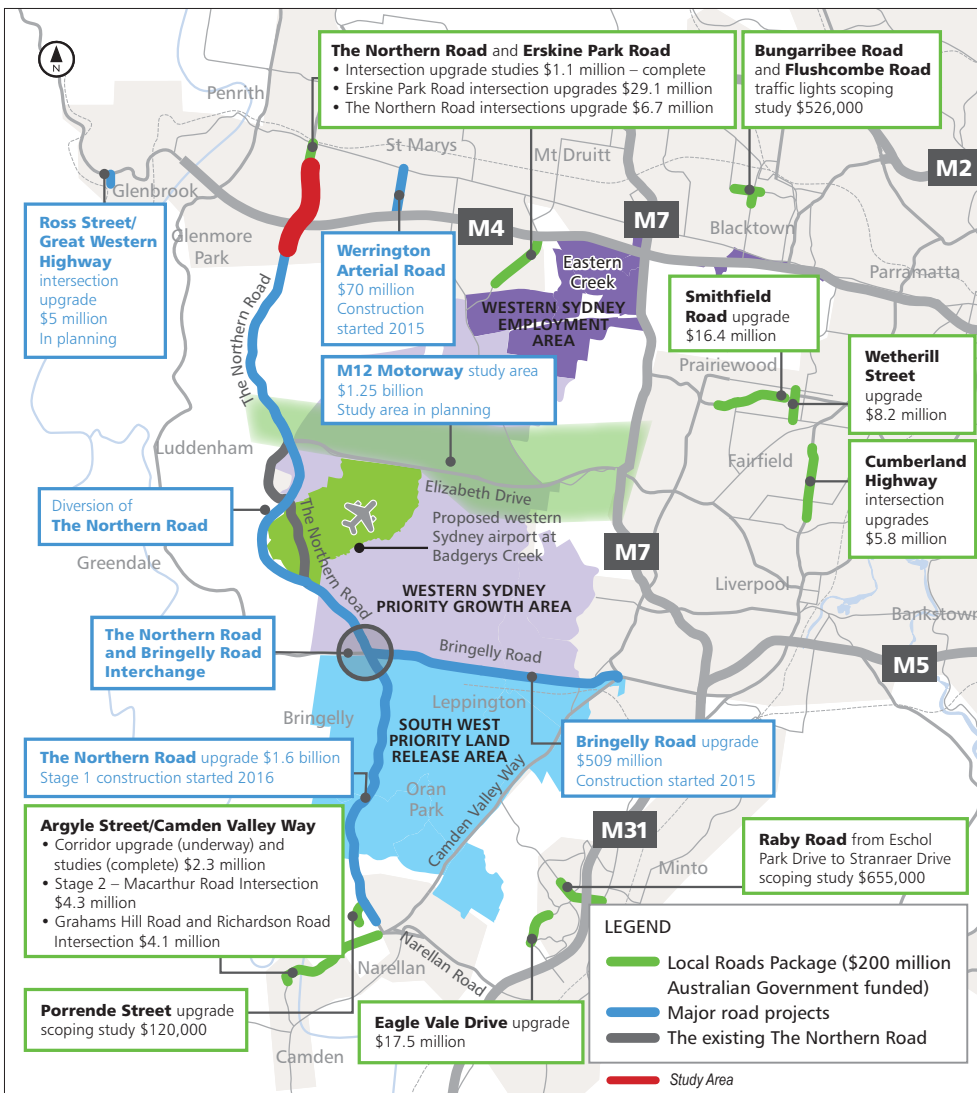 The Northern Road and Erskine Park Road
• Intersection upgrade studies $1.1 million – complete
• Erskine Park Road intersection upgrades $29.1 million
• The Northern Road intersections upgrade $6.7 million
Bungarribee Road
and Flushcombe Road
traffic lights scoping
study $526,000
N
Penrith
St Marys
Mt Druitt
M2
Glenbrook
Blacktown
Ross Street/
Great Western
Highway
intersection
upgrade
$5 million
In planning
Glenmore
Park
M4
M7
Werrington
Arterial Road
$70 million
Construction
started 2015
Eastern
Creek
WESTERN SYDNEY
EMPLOYMENT
AREA
Parramatta
Smithfield
Road upgrade
$16.4 million
The Northern Road
Prairiewood
Wetherill
Street
upgrade
$8.2 million
M12 Motorway study area
$1.25 billion
Study area in planning
Luddenham
Fairfield
Cumberland
Highway
intersection
upgrades
$5.8 million
Elizabeth Drive
Diversion of
The Northern Road
The Northern Road
Proposed western
Sydney airport at
Badgerys Creek
M7
Greendale
WESTERN SYDNEY
PRIORITY GROWTH AREA
Liverpool
Bankstown
The Northern Road
and Bringelly Road
Interchange
Bringelly Road
M5
Leppington
Bringelly
SOUTH WEST
PRIORITY LAND
RELEASE AREA
The Northern Road upgrade $1.6 billion
Stage 1 construction started 2016
Bringelly Road upgrade
$509 million
Construction started 2015
Oran
Park
Camden Valley Way
Argyle Street/Camden Valley Way
• Corridor upgrade (underway) and
studies (complete) $2.3 million
• Stage 2 – Macarthur Road Intersection
$4.3 million
• Grahams Hill Road and Richardson Road
Intersection $4.1 million
M31
Minto
Raby Road from Eschol
Park Drive to Stranraer Drive
scoping study $655,000
Narellan
Narellan Road
Porrende Street upgrade
scoping study $120,000
Camden
Eagle Vale Drive upgrade
$17.5 million
LEGEND
Local Roads Package ($200 million
Australian Government funded)
Major road projects
The existing The Northern Road
Study Area